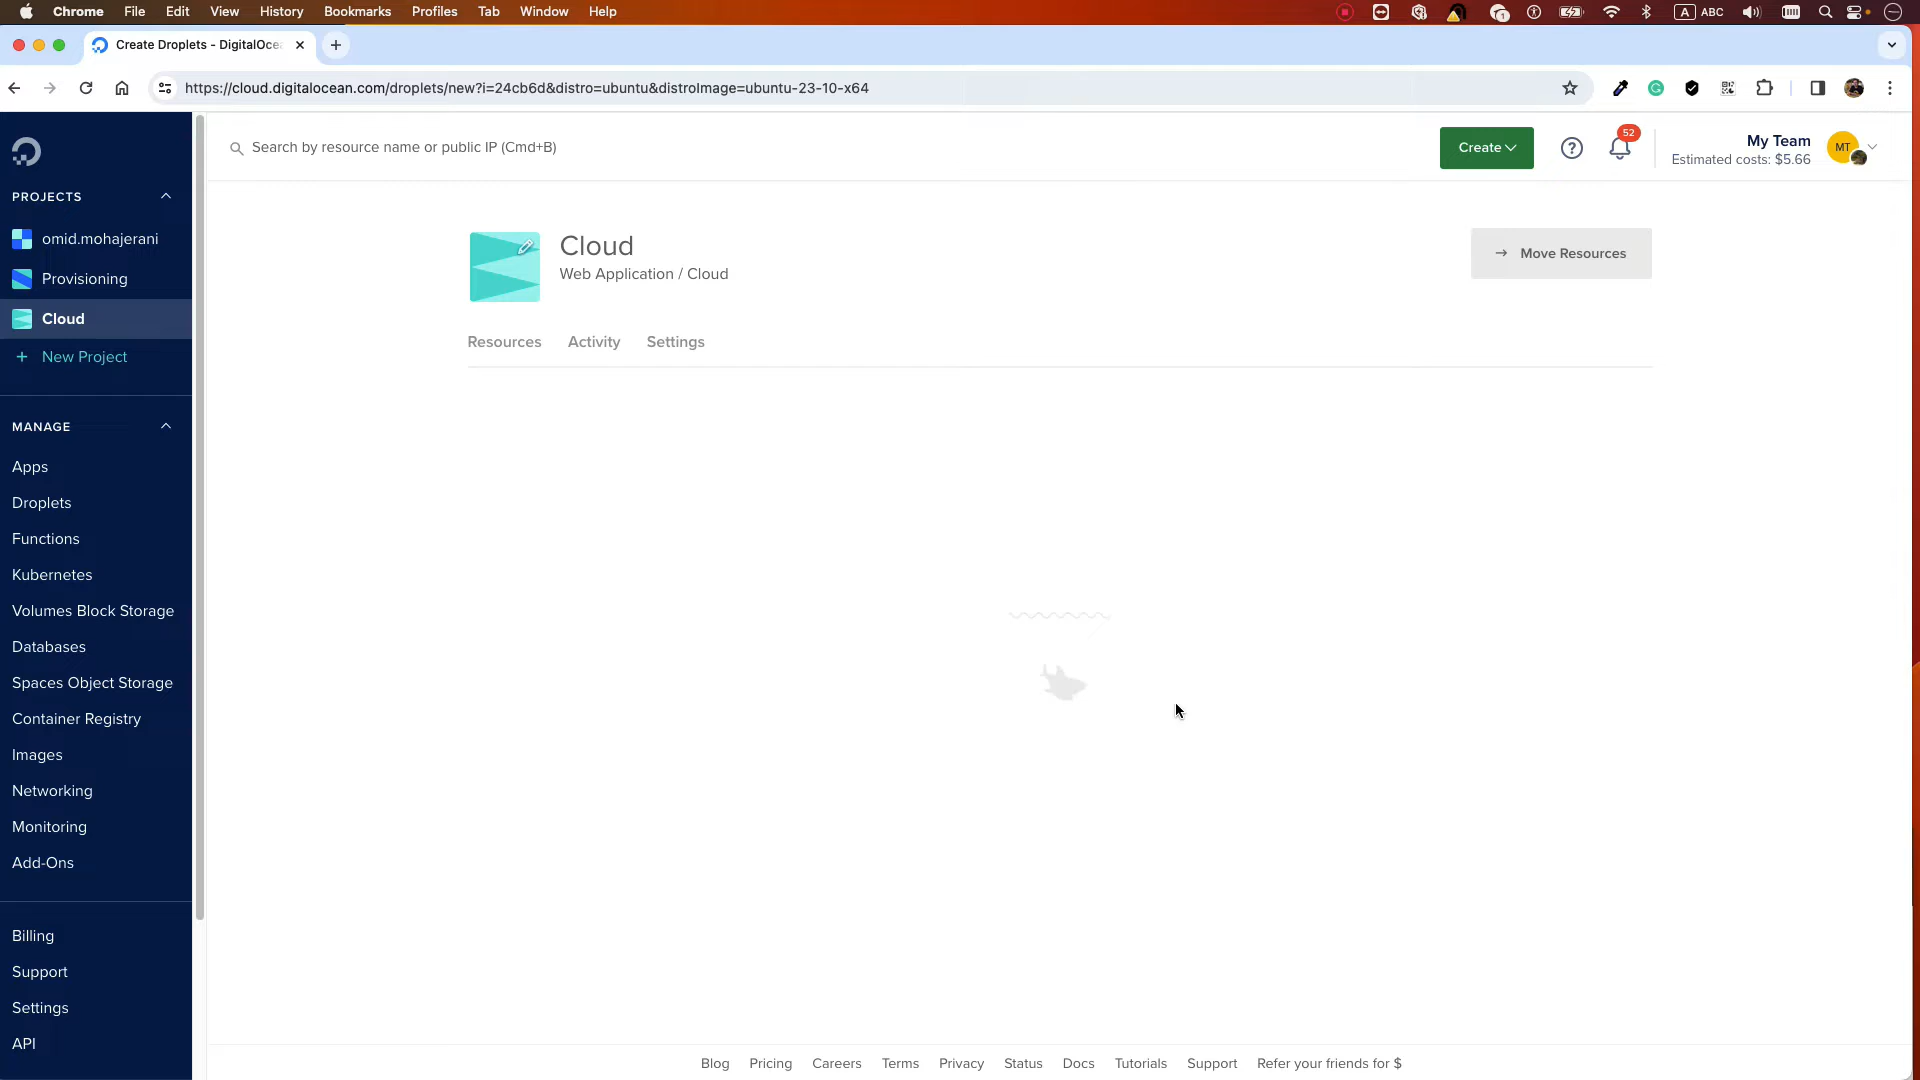 Chrome File Edit View History Bookmarks Profiles Tab Window Help
1 A ABC
Create Droplets - DigitalOce
https://cloud.digitalocean.com/droplets/new?i=24cb6d&distro=ubuntu&distroImage=ubuntu-23-10-x64
Search by resource name or public IP (Cmd+B)
Create
?
52
My Team
Estimated costs: $5.66
MT
PROJECTS
omid.mohajerani
Provisioning
Cloud
+ New Project
MANAGE
Apps
Droplets
Functions
Kubernetes
Volumes Block Storage
Databases
Spaces Object Storage
Container Registry
Images
Networking
Monitoring
Add-Ons
Billing
Support
Settings
API
Cloud
Web Application / Cloud
→ Move Resources
Resources Activity Settings
Blog Pricing Careers Terms Privacy Status Docs Tutorials Support Refer your friends for $